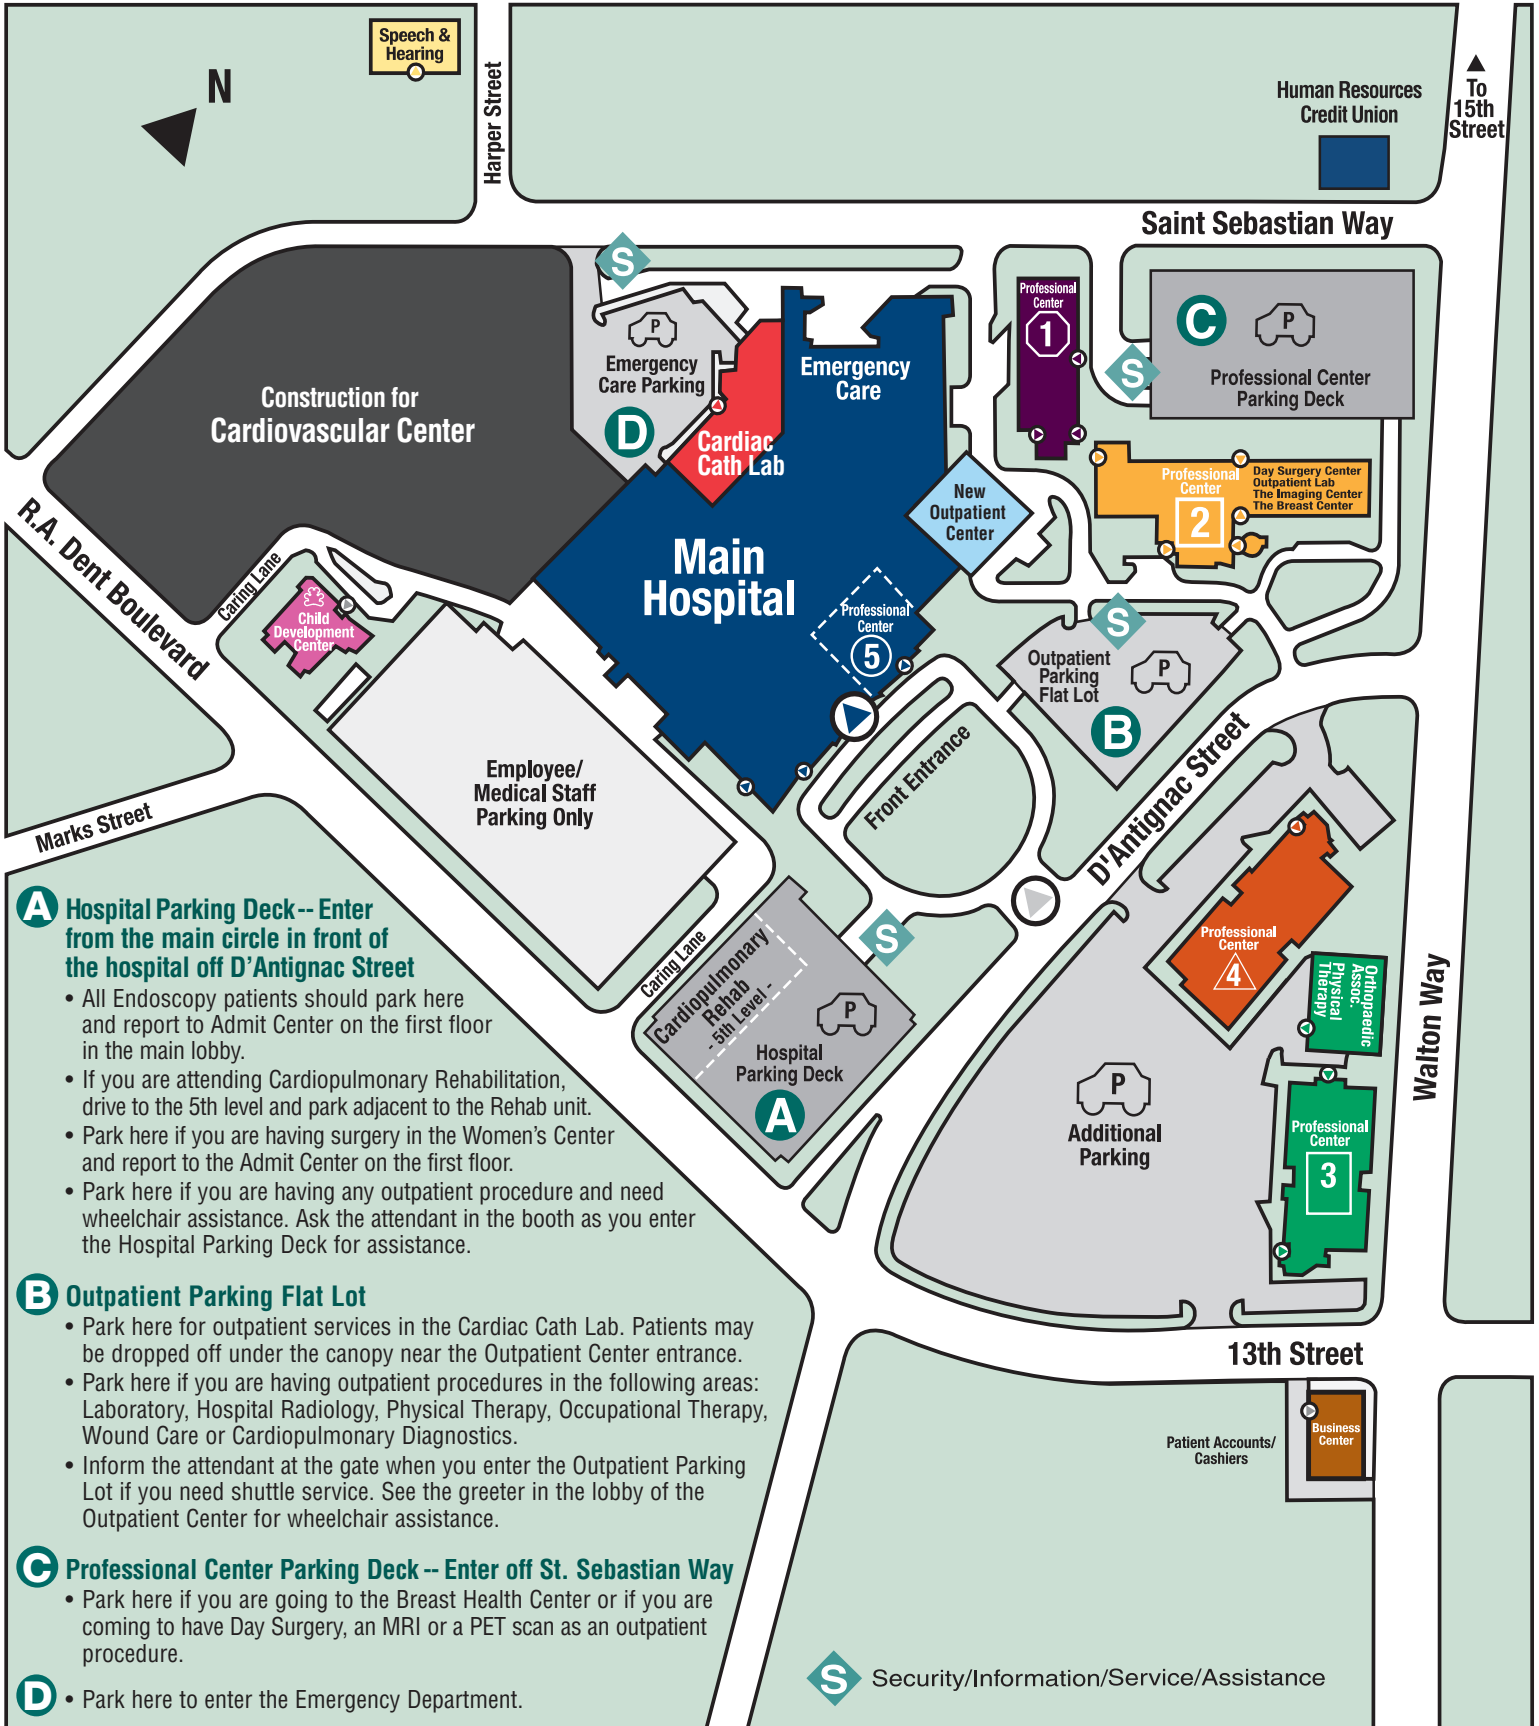 Speech &
Hearing
N
Harper Street
Human Resources
Credit Union
To
15th
Street
Saint Sebastian Way
S
P
Emergency
Care Parking
D
Construction for
Cardiovascular Center
Cardiac
Cath Lab
Emergency
Care
Professional
Center
1
C
P
S
Professional Center
Parking Deck
Professional
Center
2
Day Surgery Center
Outpatient Lab
The Imaging Center
The Breast Center
New
Outpatient
Center
Main
Hospital
Professional
Center
5
R.A. Dent Boulevard
Caring Lane
Child
Development
Center
S
Outpatient
Parking
Flat Lot
P
B
Employee/
Medical Staff
Parking Only
Front Entrance
D'Antignac Street
Marks Street
Caring Lane
S
Cardiopulmonary
Rehab
- 5th Level -
P
Hospital
Parking Deck
A
Professional
Center
4
Orthopaedic
Assoc.
Physical
Therapy
Walton Way
P
Additional
Parking
Professional
Center
3
13th Street
Business
Center
Patient Accounts/
Cashiers
A Hospital Parking Deck -- Enter
from the main circle in front of
the hospital off D’Antignac Street
• All Endoscopy patients should park here
and report to Admit Center on the first floor
in the main lobby.
• If you are attending Cardiopulmonary Rehabilitation,
drive to the 5th level and park adjacent to the Rehab unit.
• Park here if you are having surgery in the Women’s Center
and report to the Admit Center on the first floor.
• Park here if you are having any outpatient procedure and need
wheelchair assistance. Ask the attendant in the booth as you enter
the Hospital Parking Deck for assistance.
B Outpatient Parking Flat Lot
• Park here for outpatient services in the Cardiac Cath Lab. Patients may
be dropped off under the canopy near the Outpatient Center entrance.
• Park here if you are having outpatient procedures in the following areas:
Laboratory, Hospital Radiology, Physical Therapy, Occupational Therapy,
Wound Care or Cardiopulmonary Diagnostics.
• Inform the attendant at the gate when you enter the Outpatient Parking
Lot if you need shuttle service. See the greeter in the lobby of the
Outpatient Center for wheelchair assistance.
C Professional Center Parking Deck -- Enter off St. Sebastian Way
• Park here if you are going to the Breast Health Center or if you are
coming to have Day Surgery, an MRI or a PET scan as an outpatient
procedure.
D • Park here to enter the Emergency Department.
S Security/Information/Service/Assistance